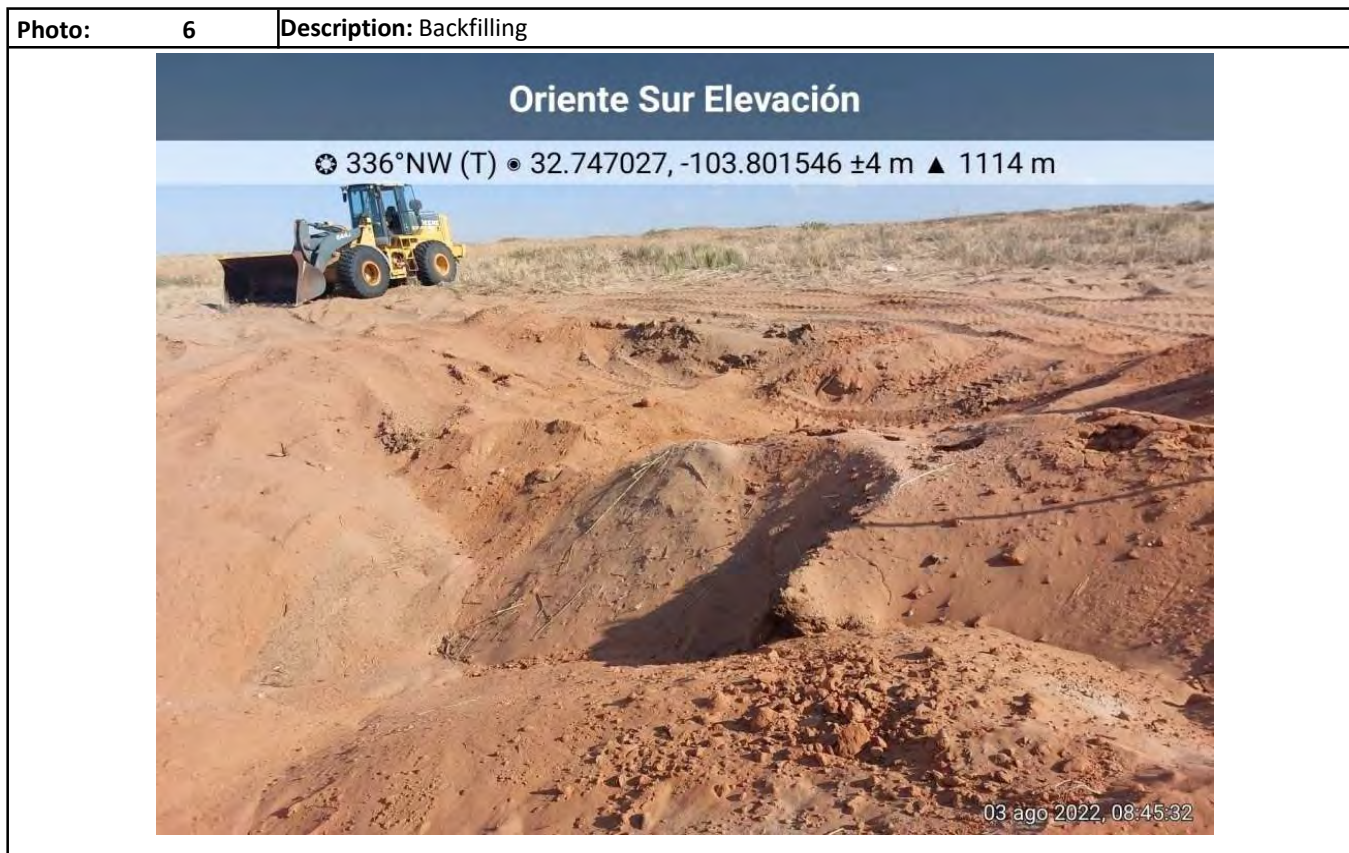 Photo: 6 Description: Backfilling
Oriente Sur Elevación
336°NW (T) ◉ 32.747027, -103.801546 ±4 m ▲ 1114 m
03 ago 2022, 08:45:32